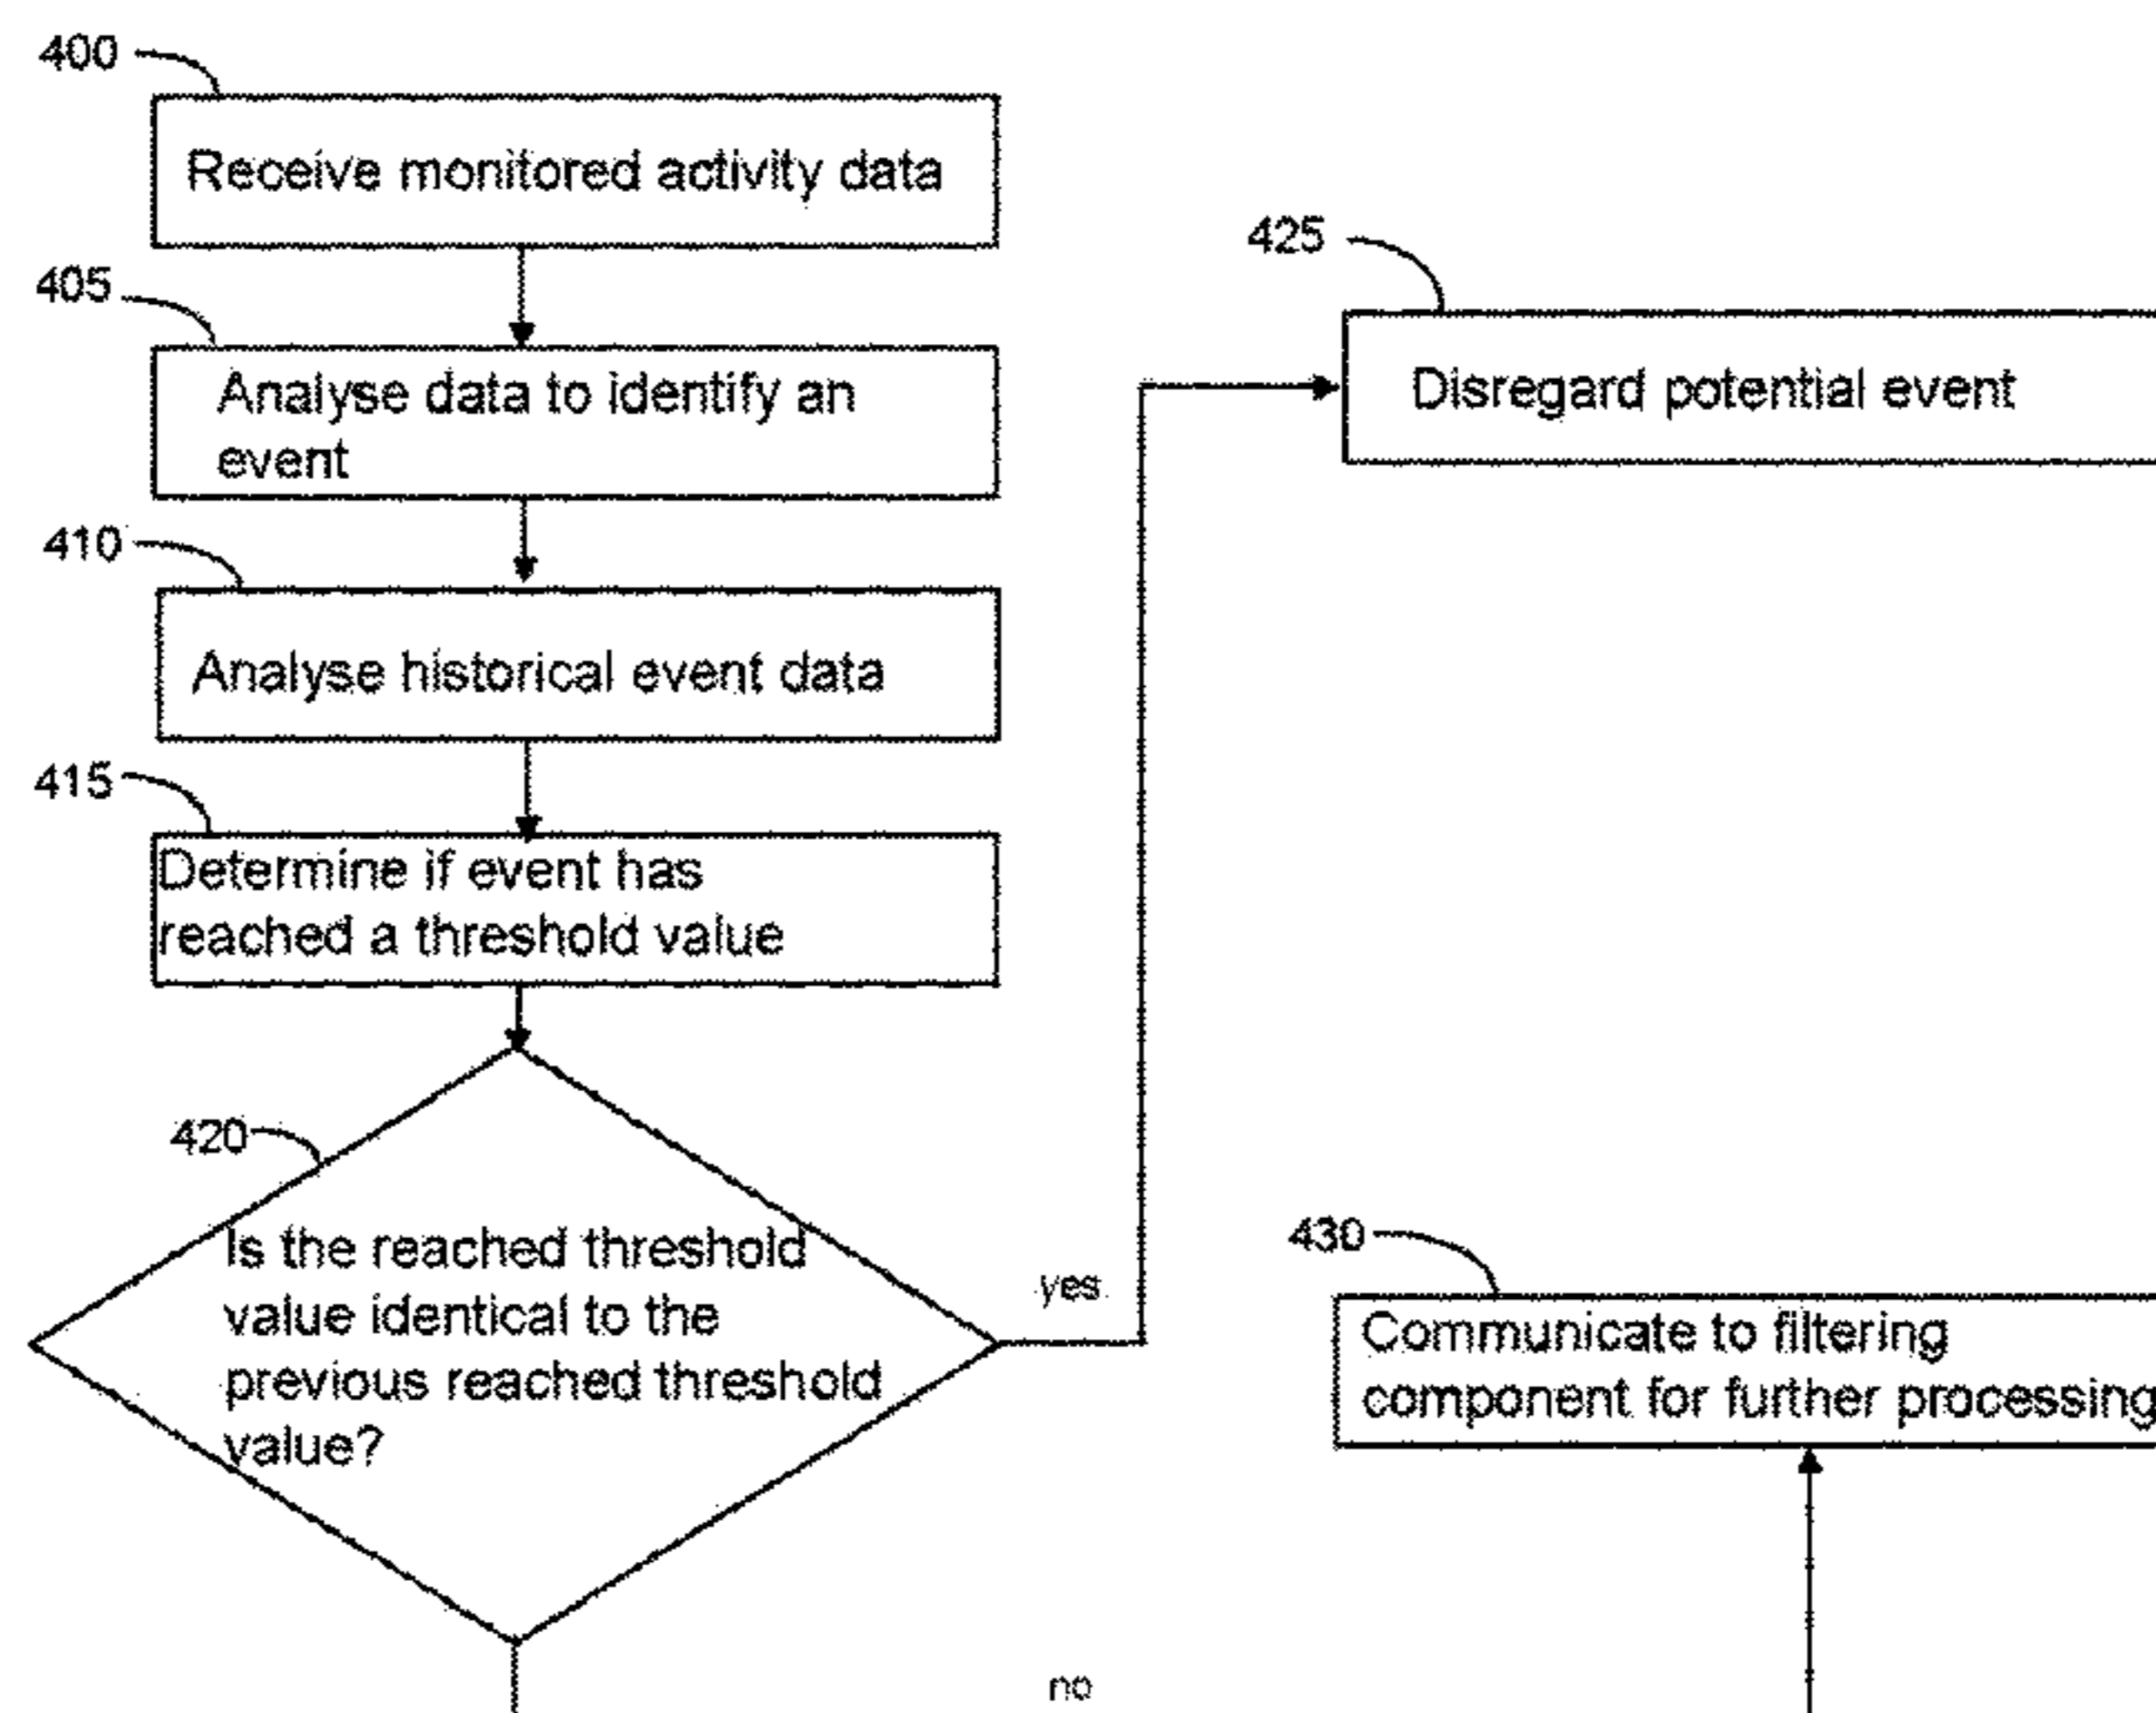 400
Receive monitored activity data
405
Analyse data to identify an
event
410
Analyse historical event data
415
Determine if event has
reached a threshold value
420
Is the reached threshold
value identical to the
previous reached threshold
value?
yes
no
425
Disregard potential event
430
Communicate to filtering
component for further processing